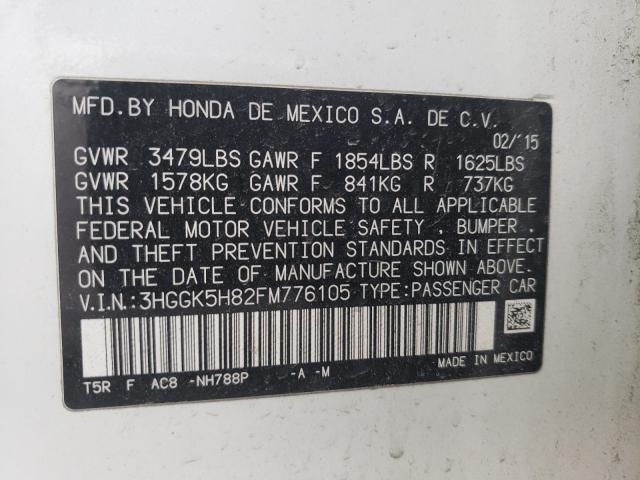 MFD.BY HONDA DE MEXICO S.A. DE C.V.
02/'15
GVWR 3479LBS GAWR F 1854LBS R 1625LBS
GVWR 1578KG GAWR F 841KG R 737KG
THIS VEHICLE CONFORMS TO ALL APPLICABLE
FEDERAL MOTOR VEHICLE SAFETY , BUMPER ,
AND THEFT PREVENTION STANDARDS IN EFFECT
ON THE DATE OF MANUFACTURE SHOWN ABOVE.
V.I.N.:3HGGK5H82FM776105 TYPE:PASSENGER CAR
T5R F AC8 -NH788P -A -M MADE IN MEXICO